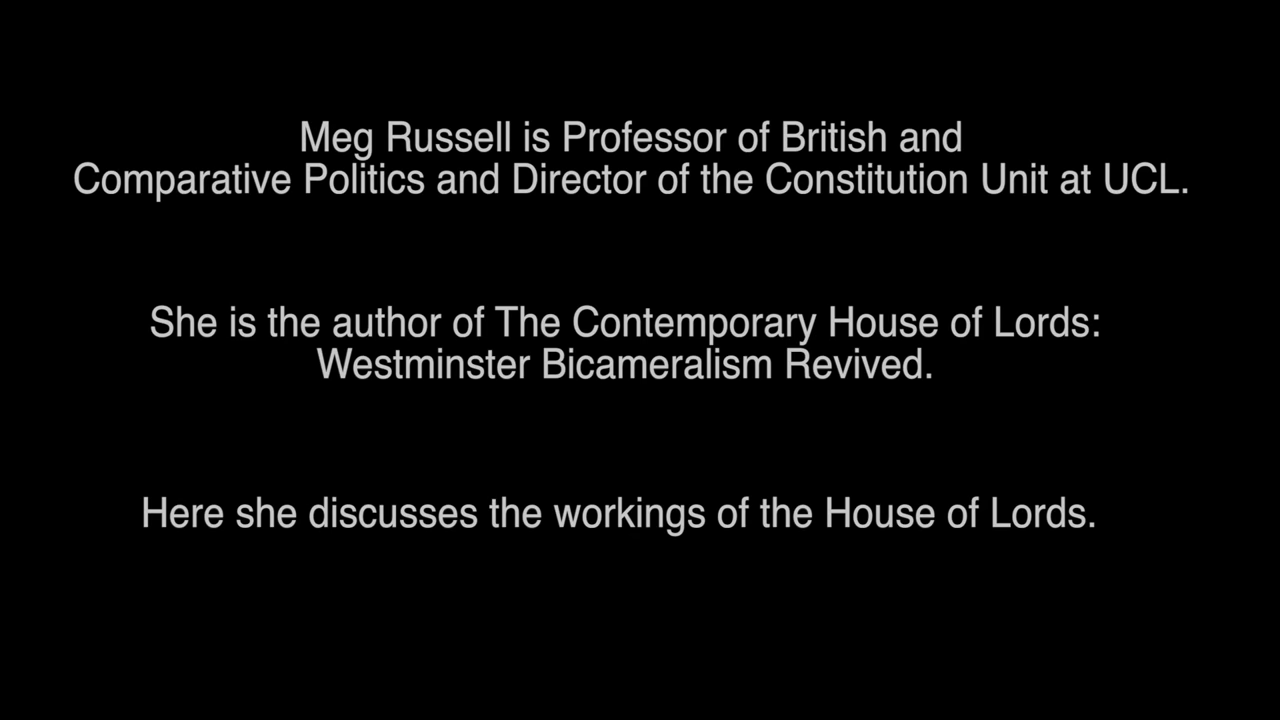 Meg Russell is Professor of British and
Comparative Politics and Director of the Constitution Unit at UCL.
She is the author of The Contemporary House of Lords:
Westminster Bicameralism Revived.
Here she discusses the workings of the House of Lords.